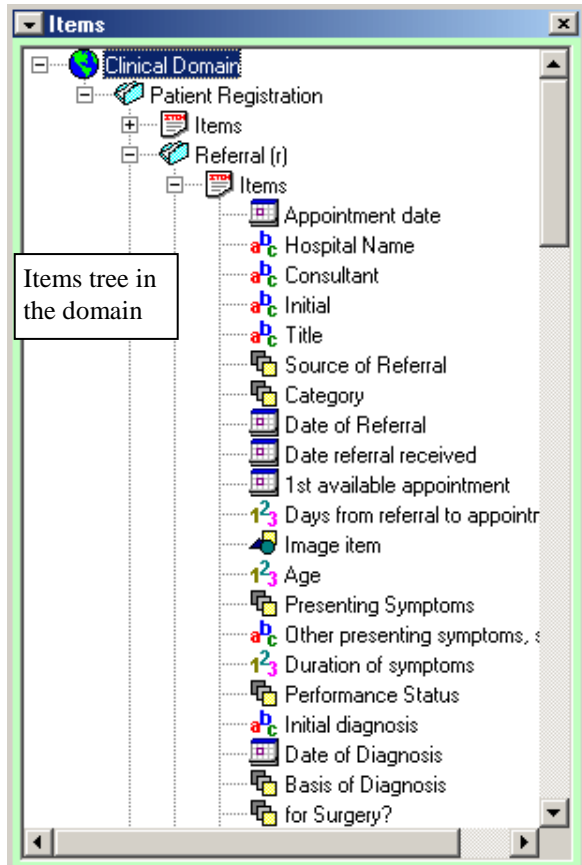 Items
Clinical Domain
Patient Registration
Items
Referral (r)
Items
Appointment date
Hospital Name
Consultant
Initial
Title
Source of Referral
Category
Date of Referral
Date referral received
1st available appointment
Days from referral to appointr
Image item
Age
Presenting Symptoms
Other presenting symptoms, s
Duration of symptoms
Performance Status
Initial diagnosis
Date of Diagnosis
Basis of Diagnosis
for Surgery?
Items tree in
the domain